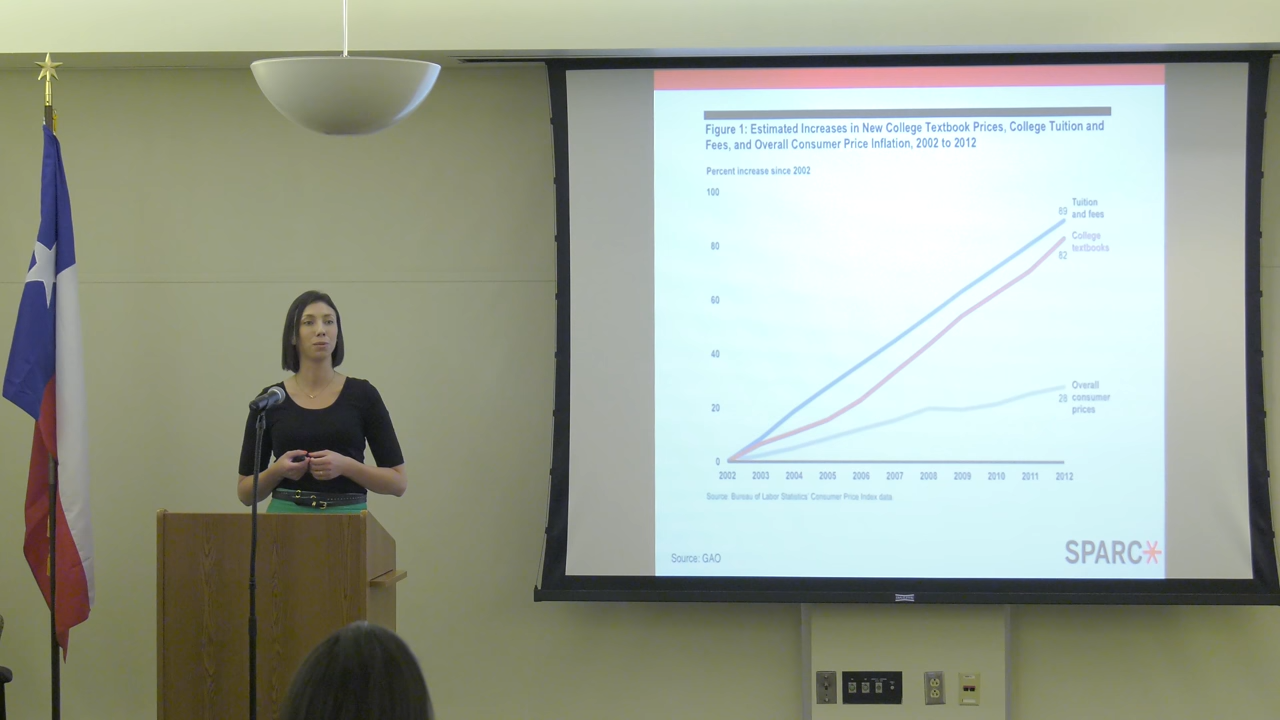 Figure 1: Estimated Increases in New College Textbook Prices, College Tuition and
Fees, and Overall Consumer Price Inflation, 2002 to 2012
Percent increase since 2002
100
80
60
40
20
0
89
Tuition
and fees
College
textbooks
82
Overall
28 consumer
prices
2002 2003 2004 2005 2006 2007 2008 2009 2010 2011 2012
Source: Bureau of Labor Statistics' Consumer Price Index data
Source: GAO
SPARC